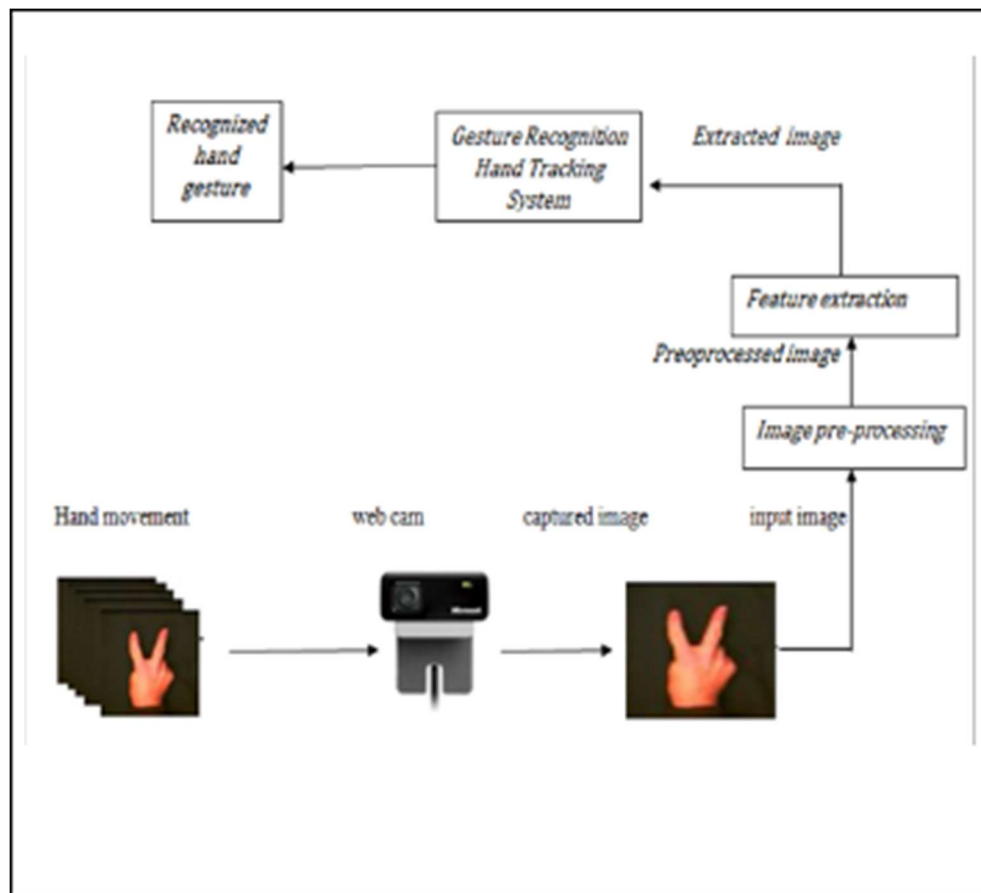 Recognized
hand
gesture
Gesture Recognition
Hand Tracking
System
Extracted image
Feature extraction
Preoprocessed image
Image pre-processing
Hand movement
web cam
captured image
input image
Microsoft